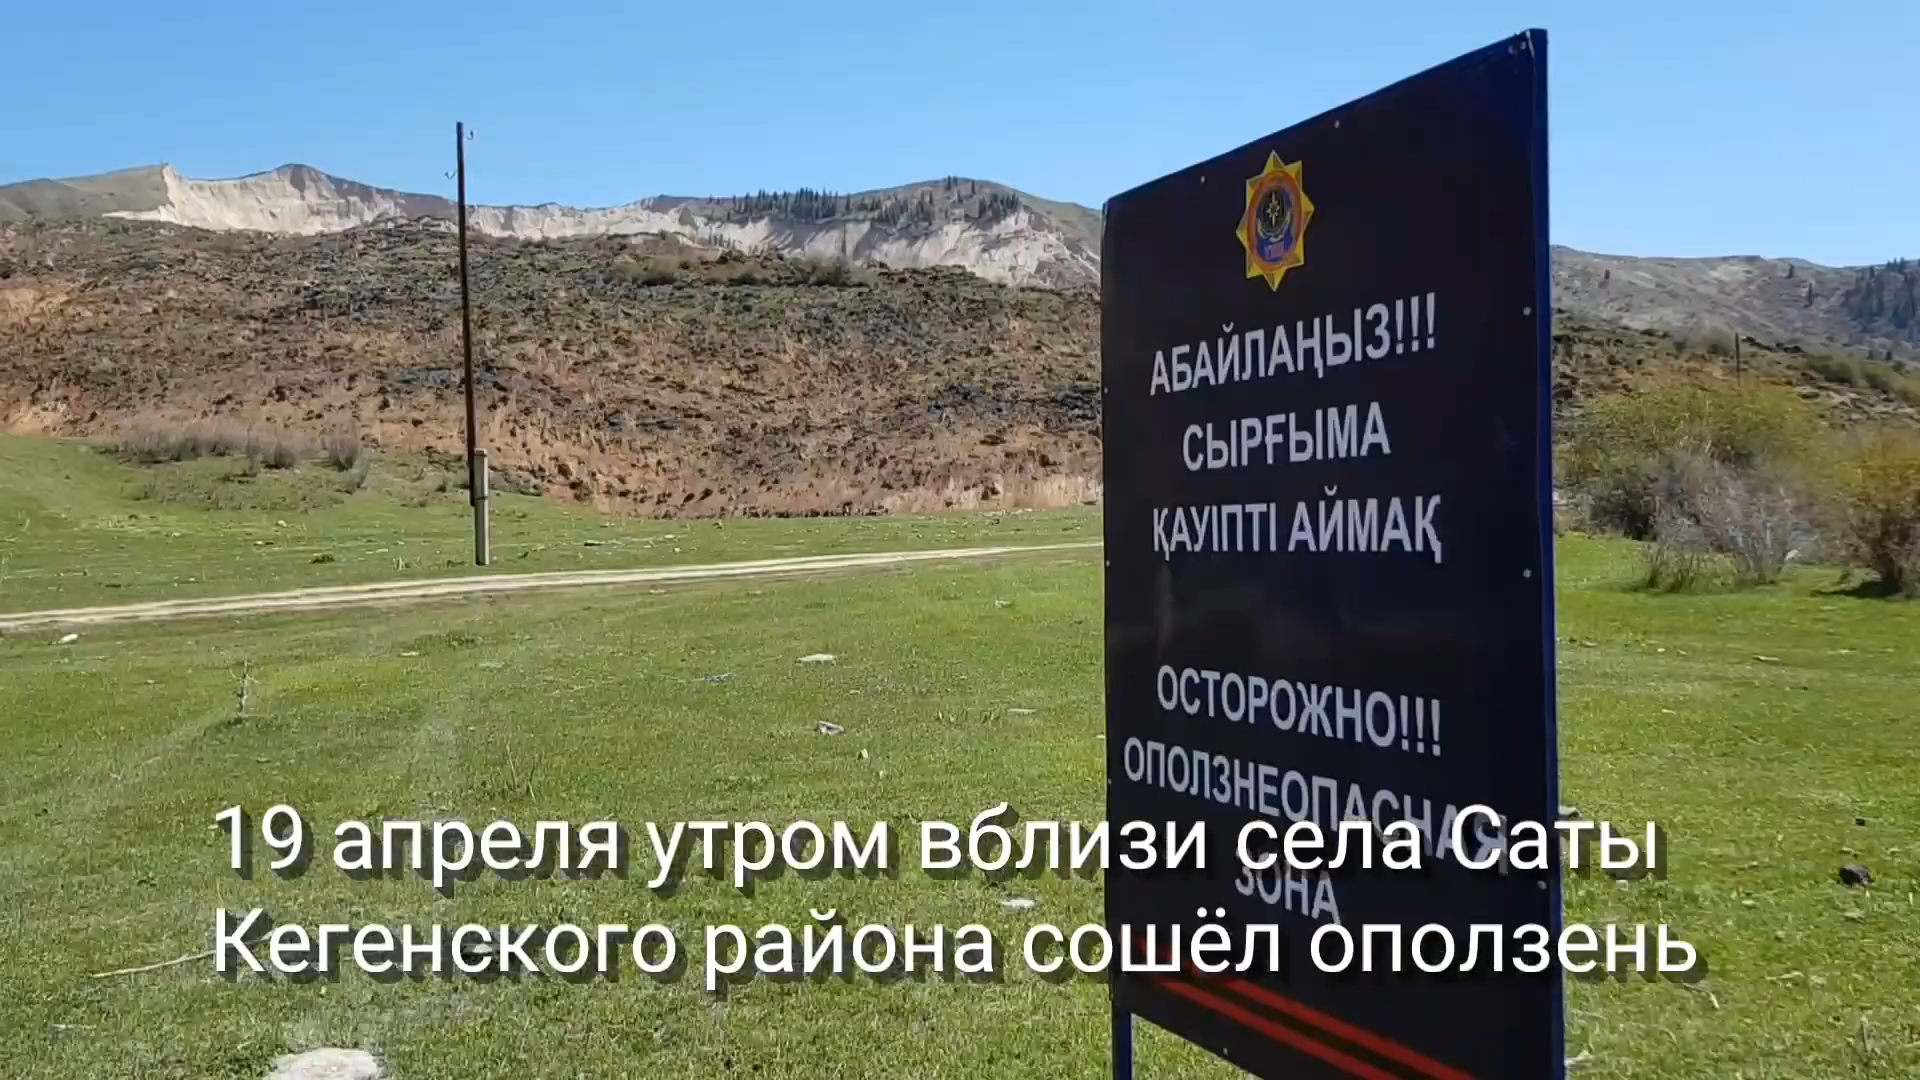 АБАЙЛАҢЫЗ!!!
СЫРҒЫМА
ҚАУІПТІ АЙМАҚ
ОСТОРОЖНО!!!
ОПОЛЗНЕОПАСНАЯ
ЗОНА
19 апреля утром вблизи села Саты
Кегенского района сошёл оползень